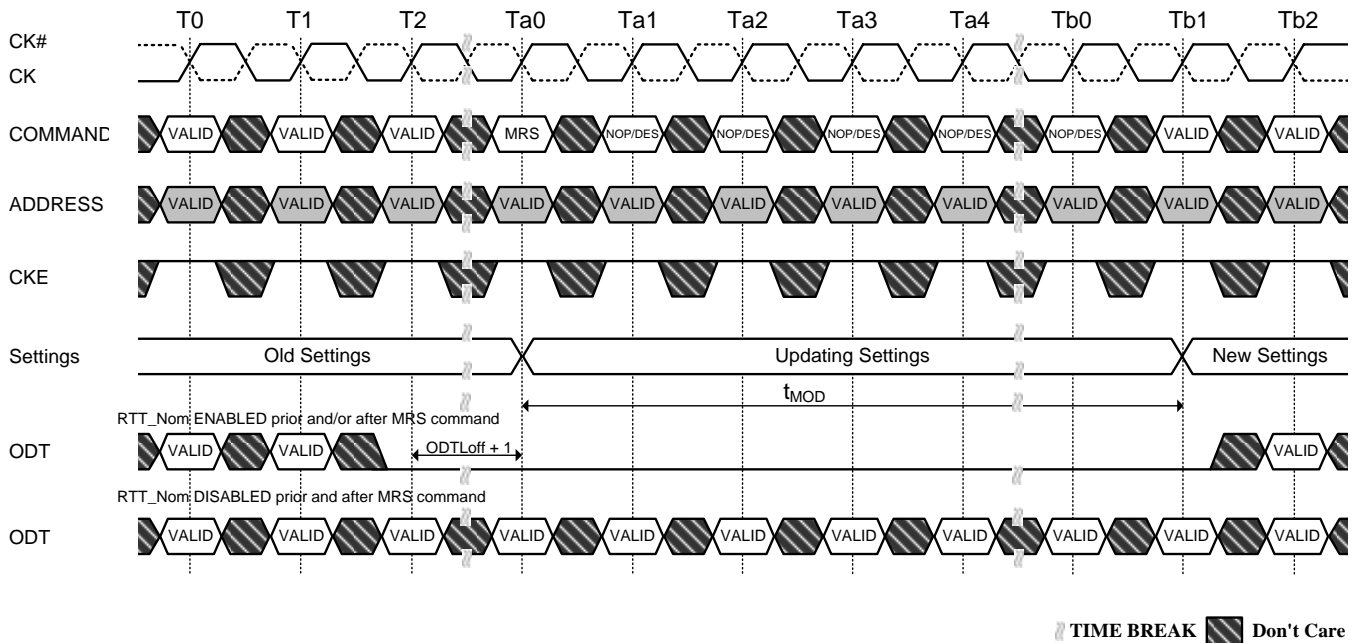 T0 T1 T2 Ta0 Ta1 Ta2 Ta3 Ta4 Tb0 Tb1 Tb2
CK#
CK
COMMAND VALID VALID VALID MRS NOP/DES NOP/DES NOP/DES NOP/DES NOP/DES VALID VALID
ADDRESS VALID VALID VALID VALID VALID VALID VALID VALID VALID VALID VALID
CKE
Settings Old Settings Updating Settings New Settings
tMOD
RTT_Nom ENABLED prior and/or after MRS command
ODT VALID VALID ODTLoff + 1 VALID
RTT_Nom DISABLED prior and after MRS command
ODT VALID VALID VALID VALID VALID VALID VALID VALID VALID VALID VALID
TIME BREAK Don't Care